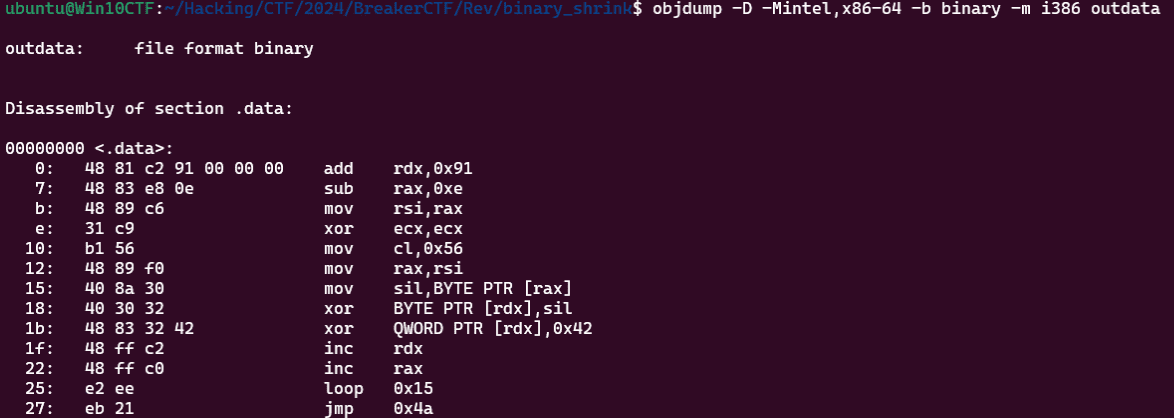 ubuntu@Win10CTF:~/Hacking/CTF/2024/BreakerCTF/Rev/binary_shrink$ objdump -D -Mintel,x86-64 -b binary -m i386 outdata
outdata:     file format binary
Disassembly of section .data:
00000000 <.data>:
   0:   48 81 c2 91 00 00 00    add    rdx,0x91
   7:   48 83 e8 0e             sub    rax,0xe
   b:   48 89 c6                mov    rsi,rax
   e:   31 c9                   xor    ecx,ecx
  10:   b1 56                   mov    cl,0x56
  12:   48 89 f0                mov    rax,rsi
  15:   40 8a 30                mov    sil,BYTE PTR [rax]
  18:   40 30 32                xor    BYTE PTR [rdx],sil
  1b:   48 83 32 42             xor    QWORD PTR [rdx],0x42
  1f:   48 ff c2                inc    rdx
  22:   48 ff c0                inc    rax
  25:   e2 ee                   loop   0x15
  27:   eb 21                   jmp    0x4a